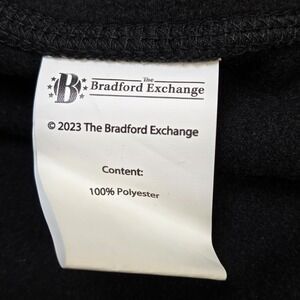 B
The
Bradford Exchange
© 2023 The Bradford Exchange
Content:
100% Polyester